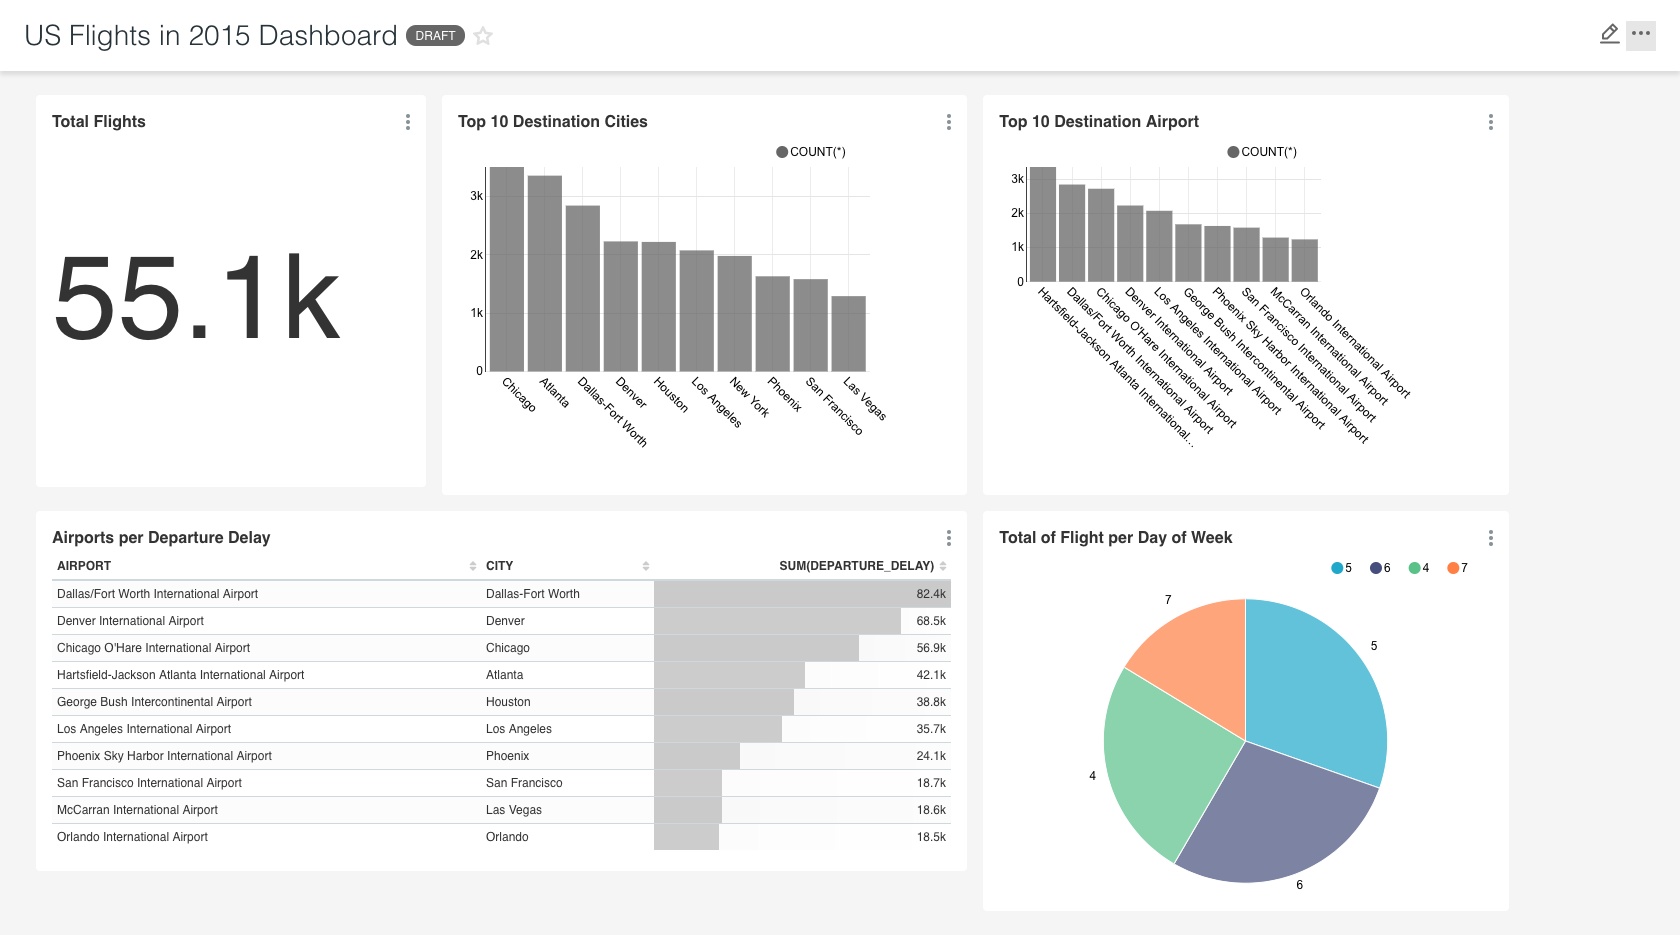 US Flights in 2015 Dashboard DRAFT
Total Flights
55.1k
Top 10 Destination Cities
COUNT(*)
3k
2k
1k
0
Chicago
Atlanta
Dallas-Fort Worth
Denver
Houston
Los Angeles
New York
Phoenix
San Francisco
Las Vegas
Top 10 Destination Airport
COUNT(*)
3k
2k
1k
0
Hartsfield-Jackson Atlanta International...
Dallas/Fort Worth International Airport
Chicago O'Hare International Airport
Denver International Airport
Los Angeles International Airport
George Bush Intercontinental Airport
Phoenix Sky Harbor International Airport
San Francisco International Airport
McCarran International Airport
Orlando International Airport
Airports per Departure Delay
AIRPORT CITY SUM(DEPARTURE_DELAY)
Dallas/Fort Worth International Airport Dallas-Fort Worth 82.4k
Denver International Airport Denver 68.5k
Chicago O'Hare International Airport Chicago 56.9k
Hartsfield-Jackson Atlanta International Airport Atlanta 42.1k
George Bush Intercontinental Airport Houston 38.8k
Los Angeles International Airport Los Angeles 35.7k
Phoenix Sky Harbor International Airport Phoenix 24.1k
San Francisco International Airport San Francisco 18.7k
McCarran International Airport Las Vegas 18.6k
Orlando International Airport Orlando 18.5k
Total of Flight per Day of Week
5 6 4 7
7
5
4
6